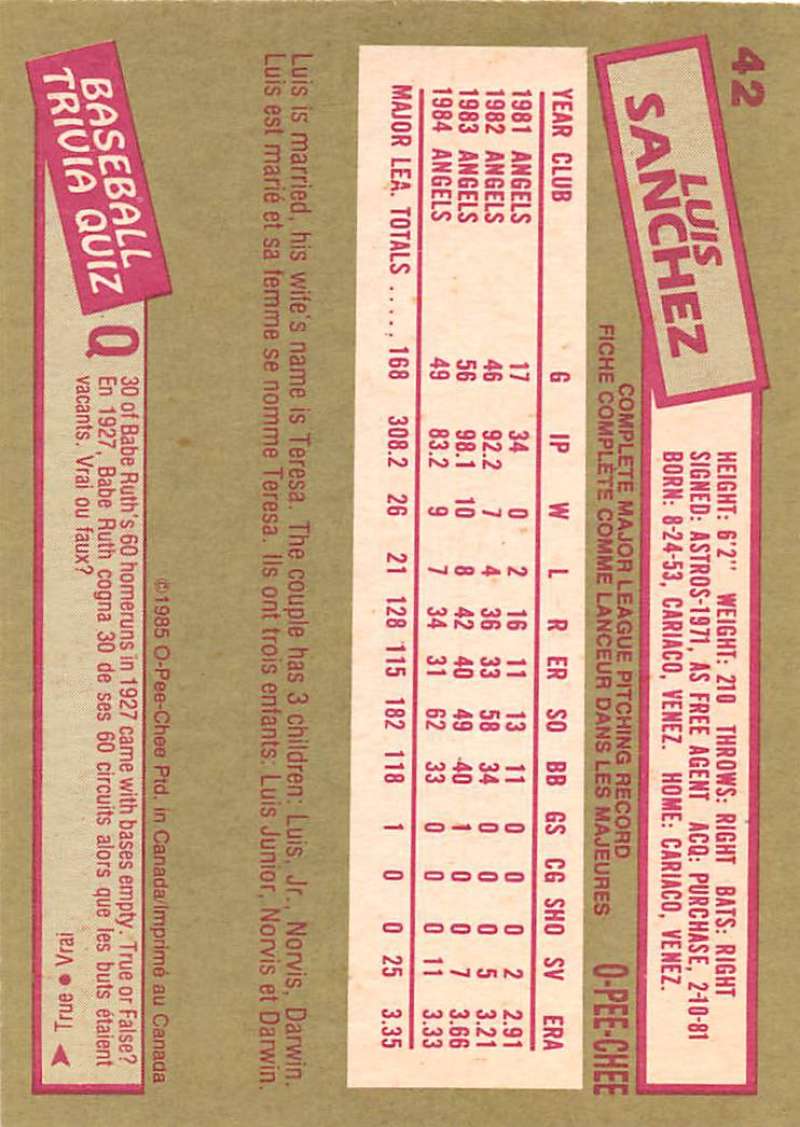 42
LUIS
SANCHEZ
HEIGHT: 6'2" WEIGHT: 210 THROWS: RIGHT BATS: RIGHT
SIGNED: ASTROS-1971, AS FREE AGENT ACQ: PURCHASE, 2-10-81
BORN: 8-24-53, CARIACO, VENEZ. HOME: CARIACO, VENEZ.
COMPLETE MAJOR LEAGUE PITCHING RECORD
FICHE COMPLÈTE COMME LANCEUR DANS LES MAJEURES
O-PEE-CHEE
YEAR CLUB G IP W L R ER SO BB GS CG SHO SV ERA
1981 ANGELS 17 34 0 2 16 11 13 11 0 0 0 2 2.91
1982 ANGELS 46 92.2 7 4 36 33 58 34 0 0 0 5 3.21
1983 ANGELS 56 98.1 10 8 42 40 49 40 1 0 0 7 3.66
1984 ANGELS 49 83.2 9 7 34 31 62 33 0 0 0 11 3.33
MAJOR LEA. TOTALS ...., 168 308.2 26 21 128 115 182 118 1 0 0 25 3.35
Luis is married, his wife's name is Teresa. The couple has 3 children: Luis, Jr., Norvis, Darwin.
Luis est marié et sa femme se nomme Teresa. Ils ont trois enfants: Luis Junior, Norvis et Darwin.
©1985 O-Pee-Chee Ptd. in Canada/Imprimé au Canada
BASEBALL
TRIVIA QUIZ
Q
30 of Babe Ruth's 60 homeruns in 1927 came with bases empty. True or False?
En 1927, Babe Ruth cogna 30 de ses 60 circuits alors que les buts étaient
vacants. Vrai ou faux?
True • Vrai